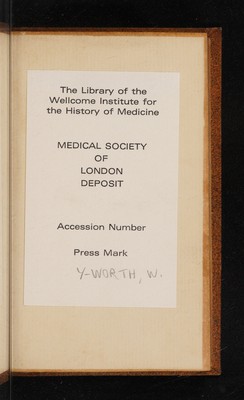 The Library of the
Wellcome Institute for
the History of Medicine
MEDICAL SOCIETY
OF
LONDON
DEPOSIT
Accession Number
Press Mark
Y-WORTH, W.